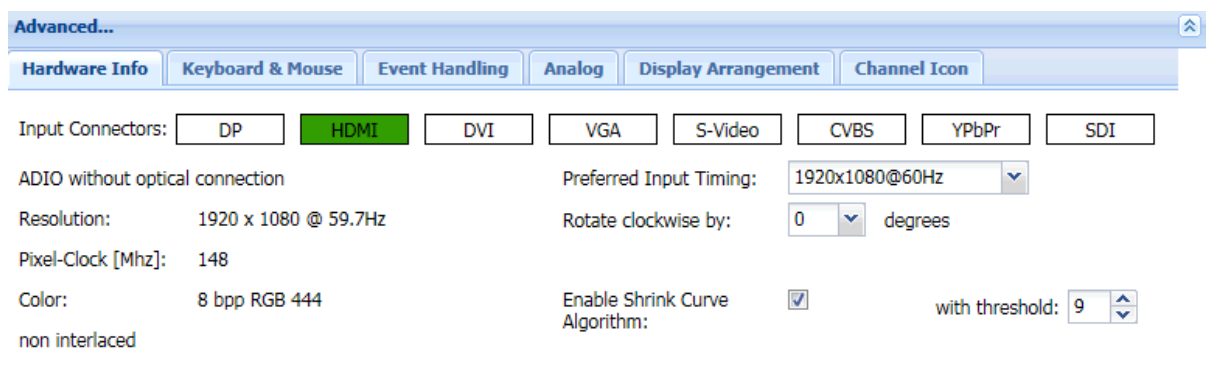 Advanced...
Hardware Info Keyboard & Mouse Event Handling Analog Display Arrangement Channel Icon
Input Connectors: DP HDMI DVI VGA S-Video CVBS YPbPr SDI
ADIO without optical connection Preferred Input Timing: 1920x1080@60Hz
Resolution: 1920 x 1080 @ 59.7Hz Rotate clockwise by: 0 degrees
Pixel-Clock [Mhz]: 148
Color: 8 bpp RGB 444 Enable Shrink Curve with threshold: 9
Algorithm:
non interlaced